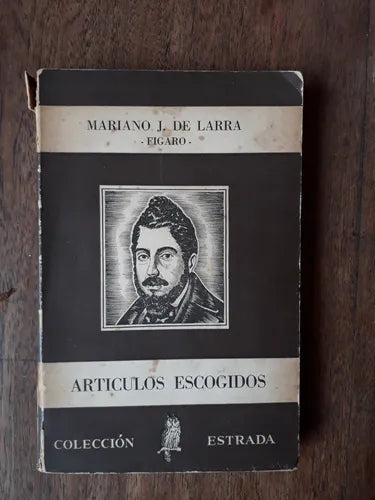 MARIANO J. DE LARRA
- FIGARO -
ARTICULOS ESCOGIDOS
COLECCIÓN ESTRADA